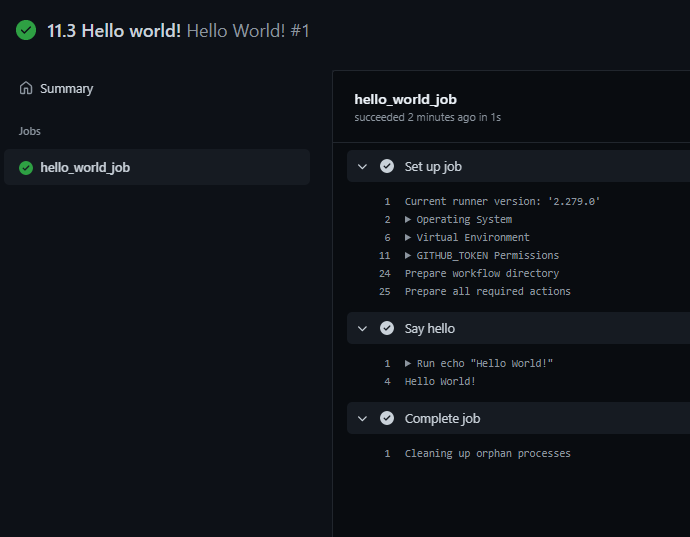 11.3 Hello world! Hello World! #1
Summary
Jobs
hello_world_job
hello_world_job
succeeded 2 minutes ago in 1s
Set up job
1 Current runner version: '2.279.0'
2 ▶ Operating System
6 ▶ Virtual Environment
11 ▶ GITHUB_TOKEN Permissions
24 Prepare workflow directory
25 Prepare all required actions
Say hello
1 ▶ Run echo "Hello World!"
4 Hello World!
Complete job
1 Cleaning up orphan processes